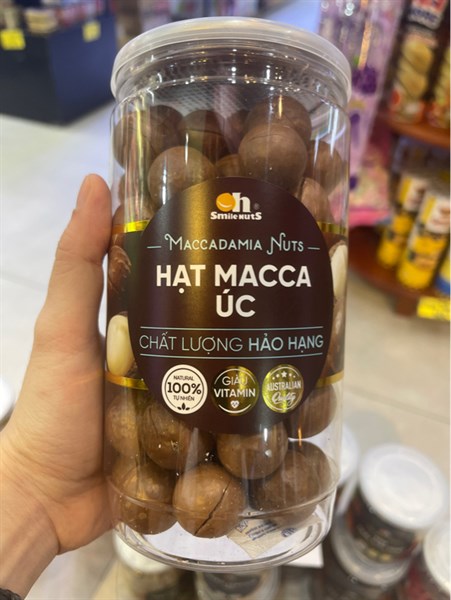 Oh
SmileNutS
MACCADAMIA NUTS
HẠT MACCA
ÚC
CHẤT LƯỢNG HẢO HẠNG
NATURAL
100%
TỰ NHIÊN
GIÀU
VITAMIN
AUSTRALIAN
Quality